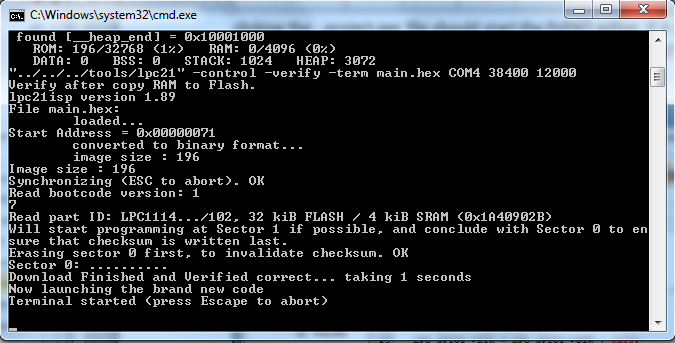 C:\Windows\system32\cmd.exe
found [__heap_end] = 0x10001000
ROM: 196/32768 (1%) RAM: 0/4096 (0%)
DATA: 0 BSS: 0 STACK: 1024 HEAP: 3072
"../../../tools/lpc21" -control -verify -term main.hex COM4 38400 12000
Verify after copy RAM to Flash.
lpc21isp version 1.89
File main.hex:
loaded...
Start Address = 0x00000071
converted to binary format...
image size : 196
Image size : 196
Synchronizing (ESC to abort). OK
Read bootcode version: 1
7
Read part ID: LPC1114.../102, 32 kiB FLASH / 4 kiB SRAM (0x1A40902B)
Will start programming at Sector 1 if possible, and conclude with Sector 0 to en
sure that checksum is written last.
Erasing sector 0 first, to invalidate checksum. OK
Sector 0: ..........
Download Finished and Verified correct... taking 1 seconds
Now launching the brand new code
Terminal started (press Escape to abort)